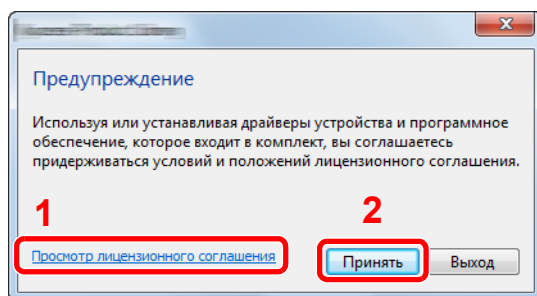 Предупреждение
Используя или устанавливая драйверы устройства и программное
обеспечение, которое входит в комплект, вы соглашаетесь
придерживаться условий и положений лицензионного соглашения.
1
2
Просмотр лицензионного соглашения
Принять
Выход